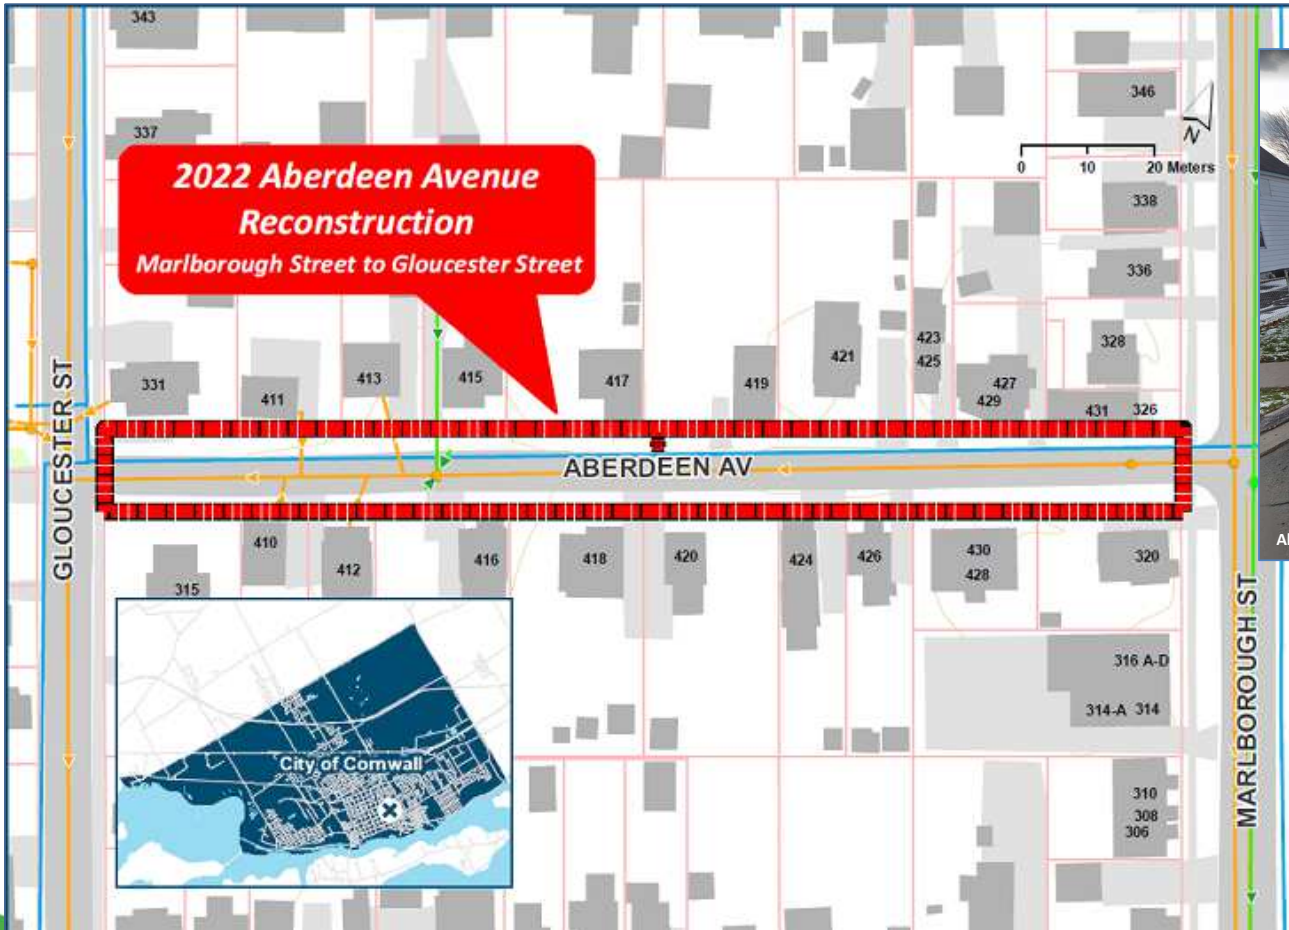 343
346
337
N
0 10 20 Meters
2022 Aberdeen Avenue
Reconstruction
Marlborough Street to Gloucester Street
338
336
423
328
421
425
331
411
413
415
417
419
427
429
431 326
GLOUCESTER ST
ABERDEEN AV
410
412
416
418
420
424
426
430
428
320
315
MARLBOROUGH ST
316 A-D
314-A 314
City of Cornwall
310
308
306